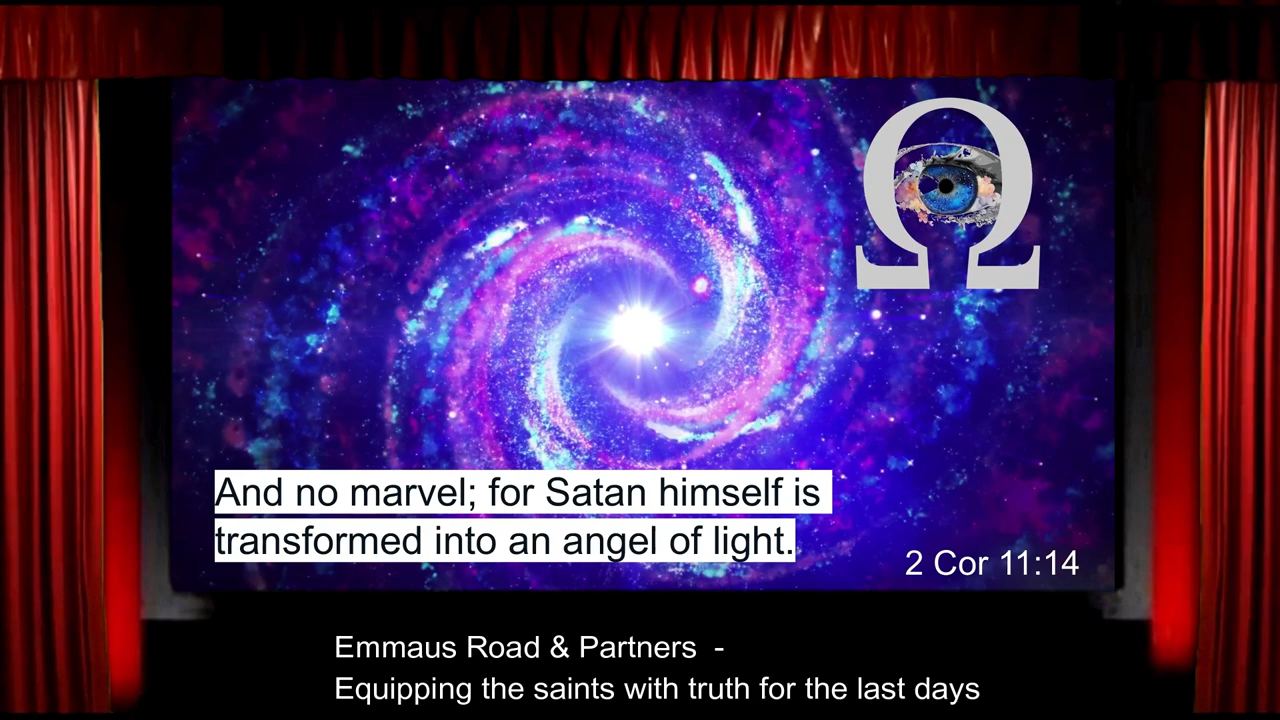 Ω
And no marvel; for Satan himself is
transformed into an angel of light.
2 Cor 11:14
Emmaus Road & Partners  -
Equipping the saints with truth for the last days